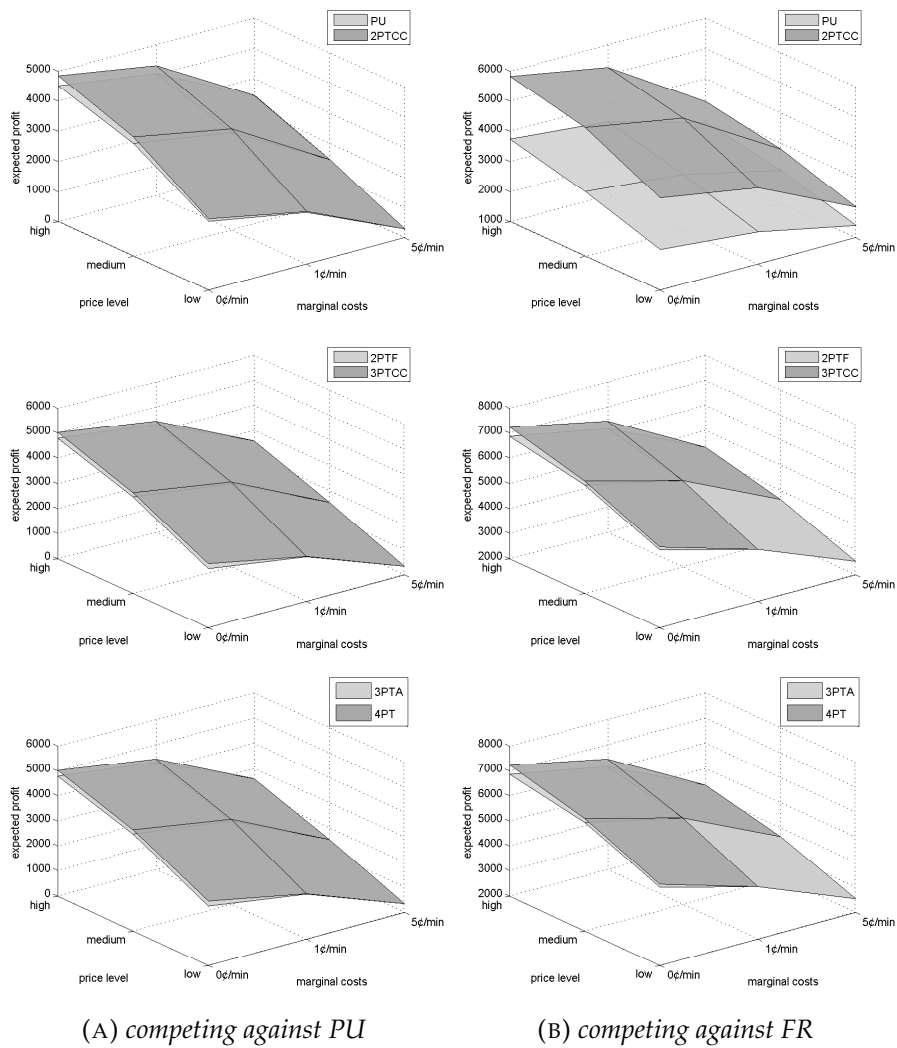 PU
2PTCC
5000
4000
3000
2000
1000
0
expected profit
high
medium
low
price level
0¢/min
1¢/min
5¢/min
marginal costs
PU
2PTCC
6000
5000
4000
3000
2000
1000
expected profit
high
medium
low
price level
0¢/min
1¢/min
5¢/min
marginal costs
2PTF
3PTCC
6000
5000
4000
3000
2000
1000
0
expected profit
high
medium
low
price level
0¢/min
1¢/min
5¢/min
marginal costs
2PTF
3PTCC
8000
7000
6000
5000
4000
3000
2000
expected profit
high
medium
low
price level
0¢/min
1¢/min
5¢/min
marginal costs
3PTA
4PT
6000
5000
4000
3000
2000
1000
0
expected profit
high
medium
low
price level
0¢/min
1¢/min
5¢/min
marginal costs
3PTA
4PT
8000
7000
6000
5000
4000
3000
2000
expected profit
high
medium
low
price level
0¢/min
1¢/min
5¢/min
marginal costs
(A) competing against PU
(B) competing against FR